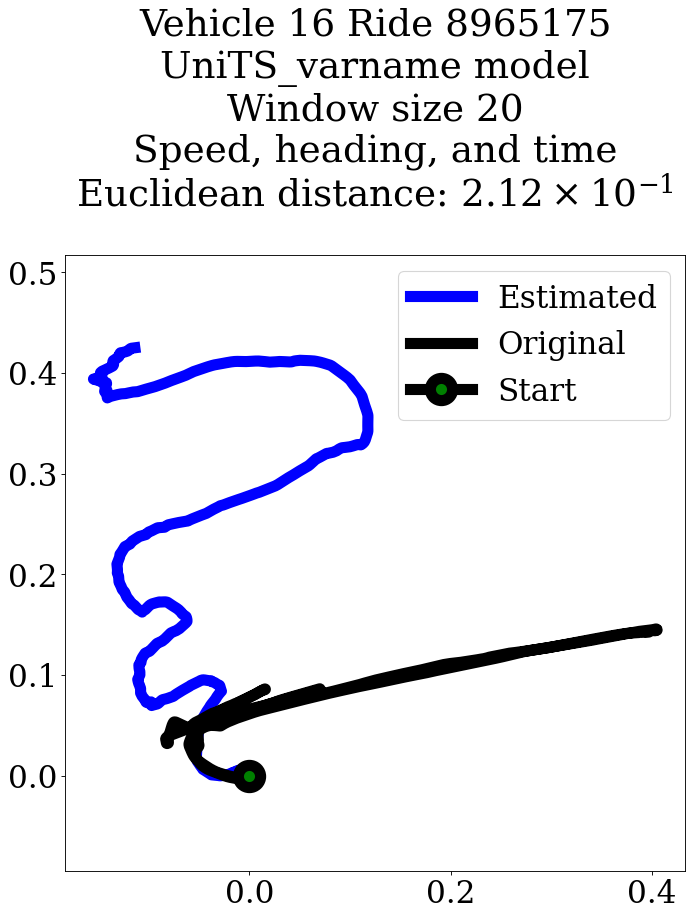 Vehicle 16 Ride 8965175
UniTS_varname model
Window size 20
Speed, heading, and time
Euclidean distance: 2.12 × 10⁻¹
0.5
0.4
0.3
0.2
0.1
0.0
Estimated
Original
Start
0.0 0.2 0.4